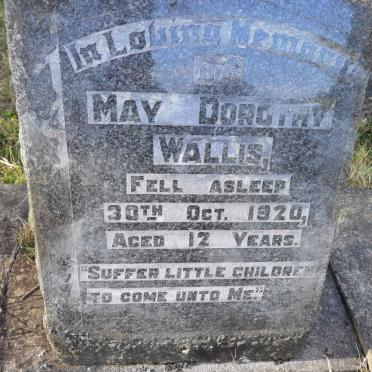 In Loving Memory
OF
MAY DOROTHY
WALLIS,
FELL ASLEEP
30TH OCT. 1920,
AGED 12 YEARS.
"SUFFER LITTLE CHILDREN
TO COME UNTO ME."